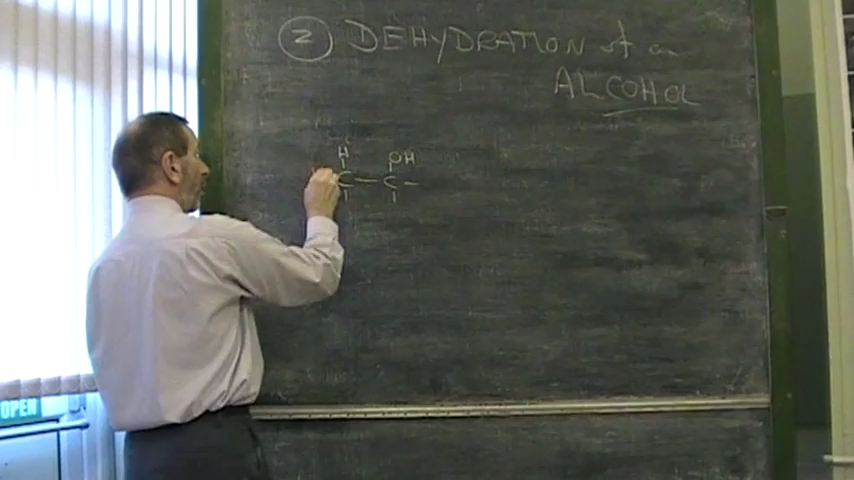 2 DEHYDRATION of an
ALCOHOL
H OH
C — C —
OPEN